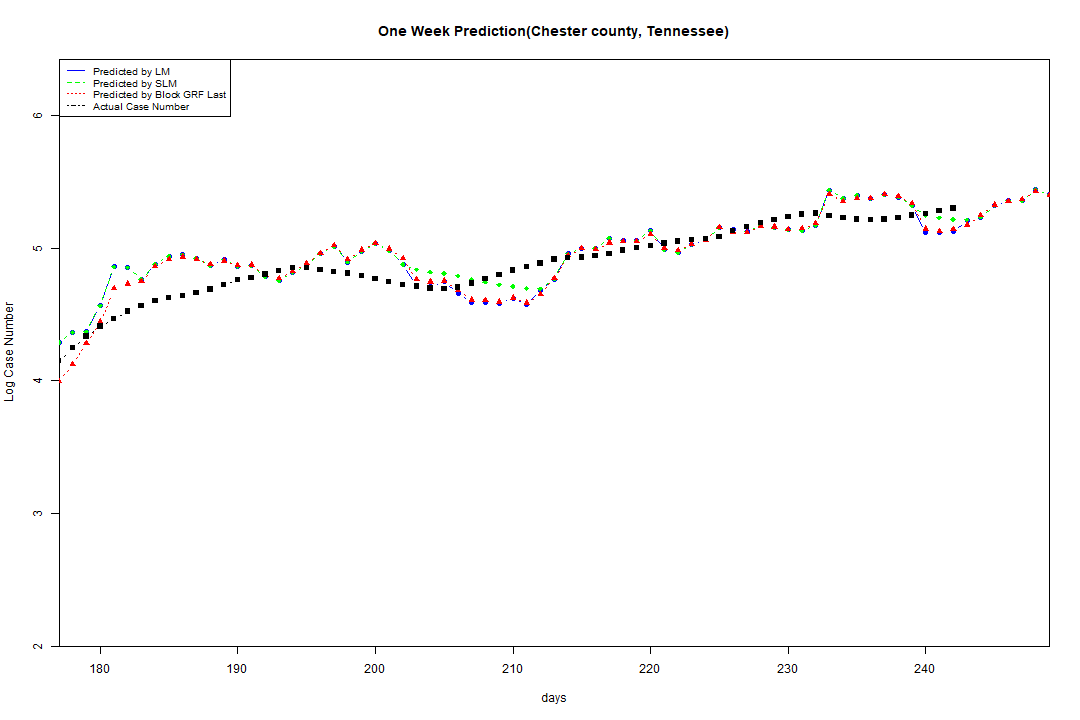 One Week Prediction(Chester county, Tennessee)
Predicted by LM
Predicted by SLM
Predicted by Block GRF Last
Actual Case Number
6
5
4
3
2
Log Case Number
180 190 200 210 220 230 240
days